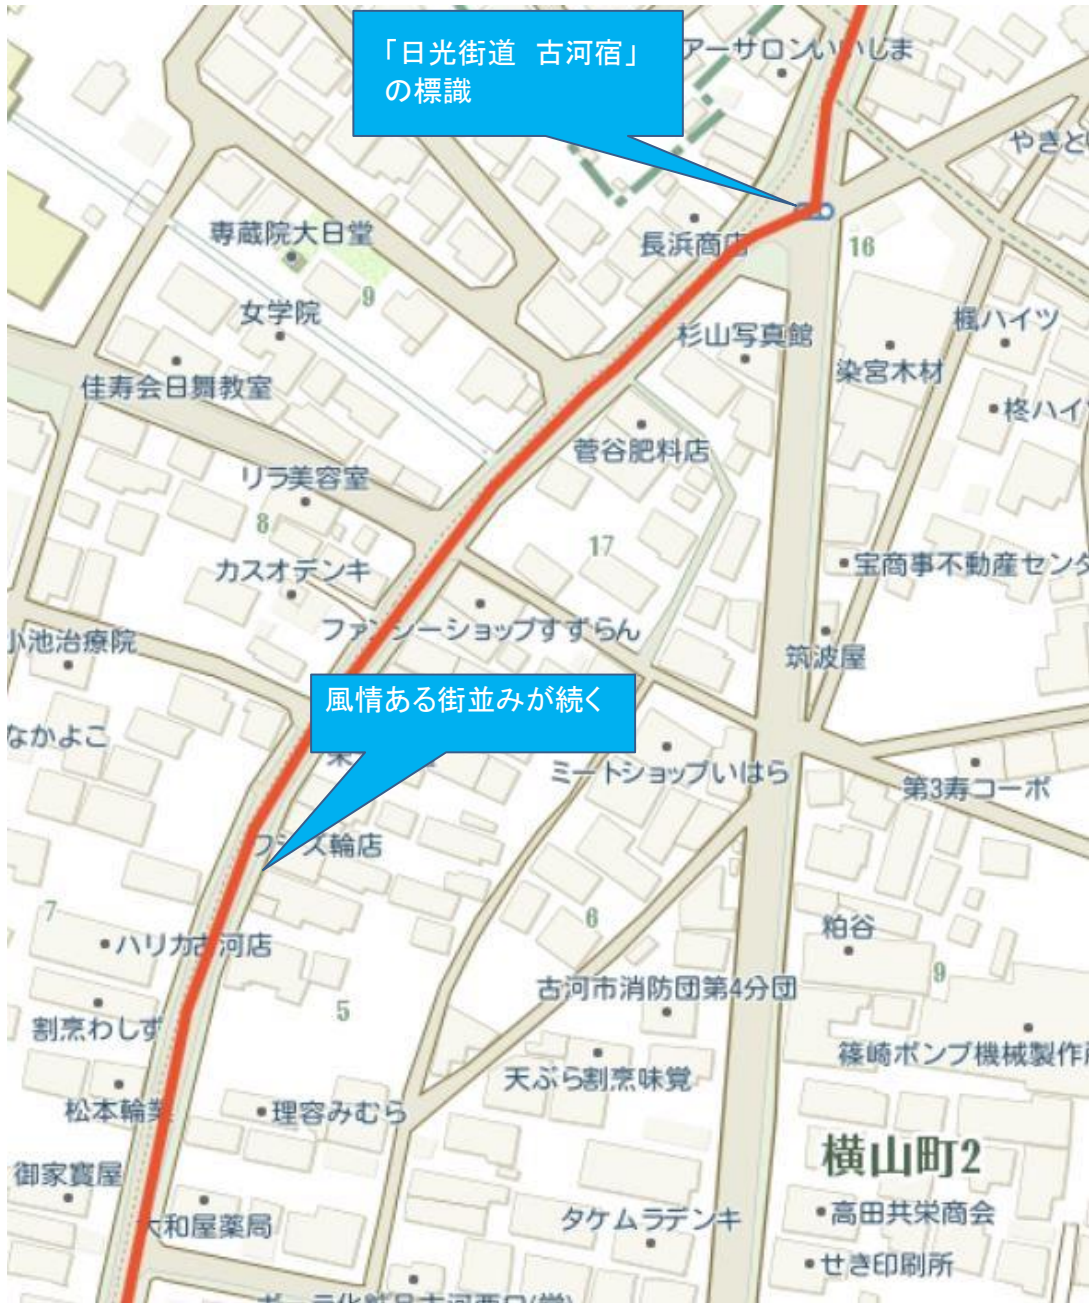 「日光街道　古河宿」
の標識
アーサロンいいじま
やきと
専蔵院大日堂
長浜商店
16
9
女学院
杉山写真館
楓ハイツ
佳寿会日舞教室
染宮木材
柊ハイ
菅谷肥料店
リラ美容室
8
17
カスオデンキ
宝商事不動産センタ
ファンシーショップすずらん
小池治療院
筑波屋
風情ある街並みが続く
なかよこ
ミートショップいはら
第3寿コーポ
フシズ輪店
7
6
粕谷
ハリカ古河店
9
古河市消防団第4分団
5
割烹わしず
篠崎ポンプ機械製作所
天ぷら割烹味覚
松本輪業
理容みむら
横山町2
御家寳屋
大和屋薬局
タケムラデンキ
高田共栄商会
せき印刷所